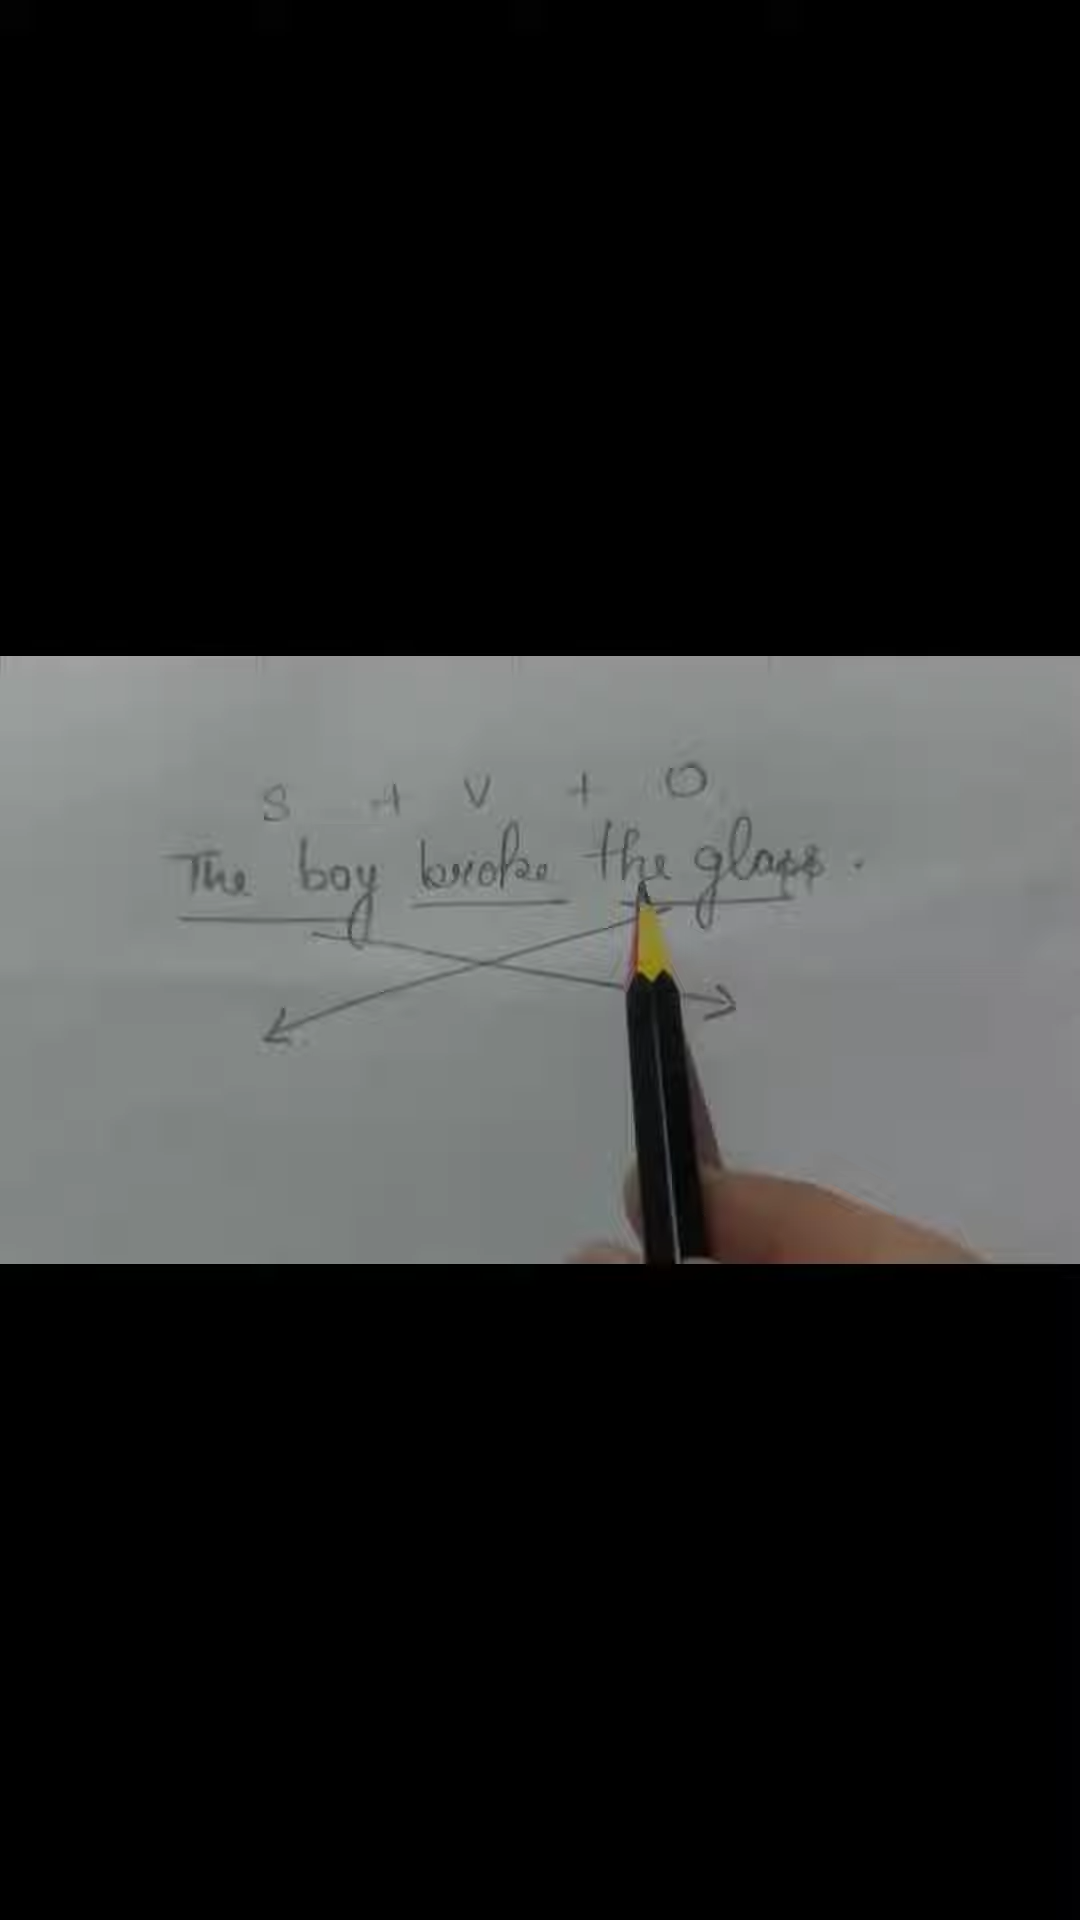 S + V + O
The boy broke the glass.